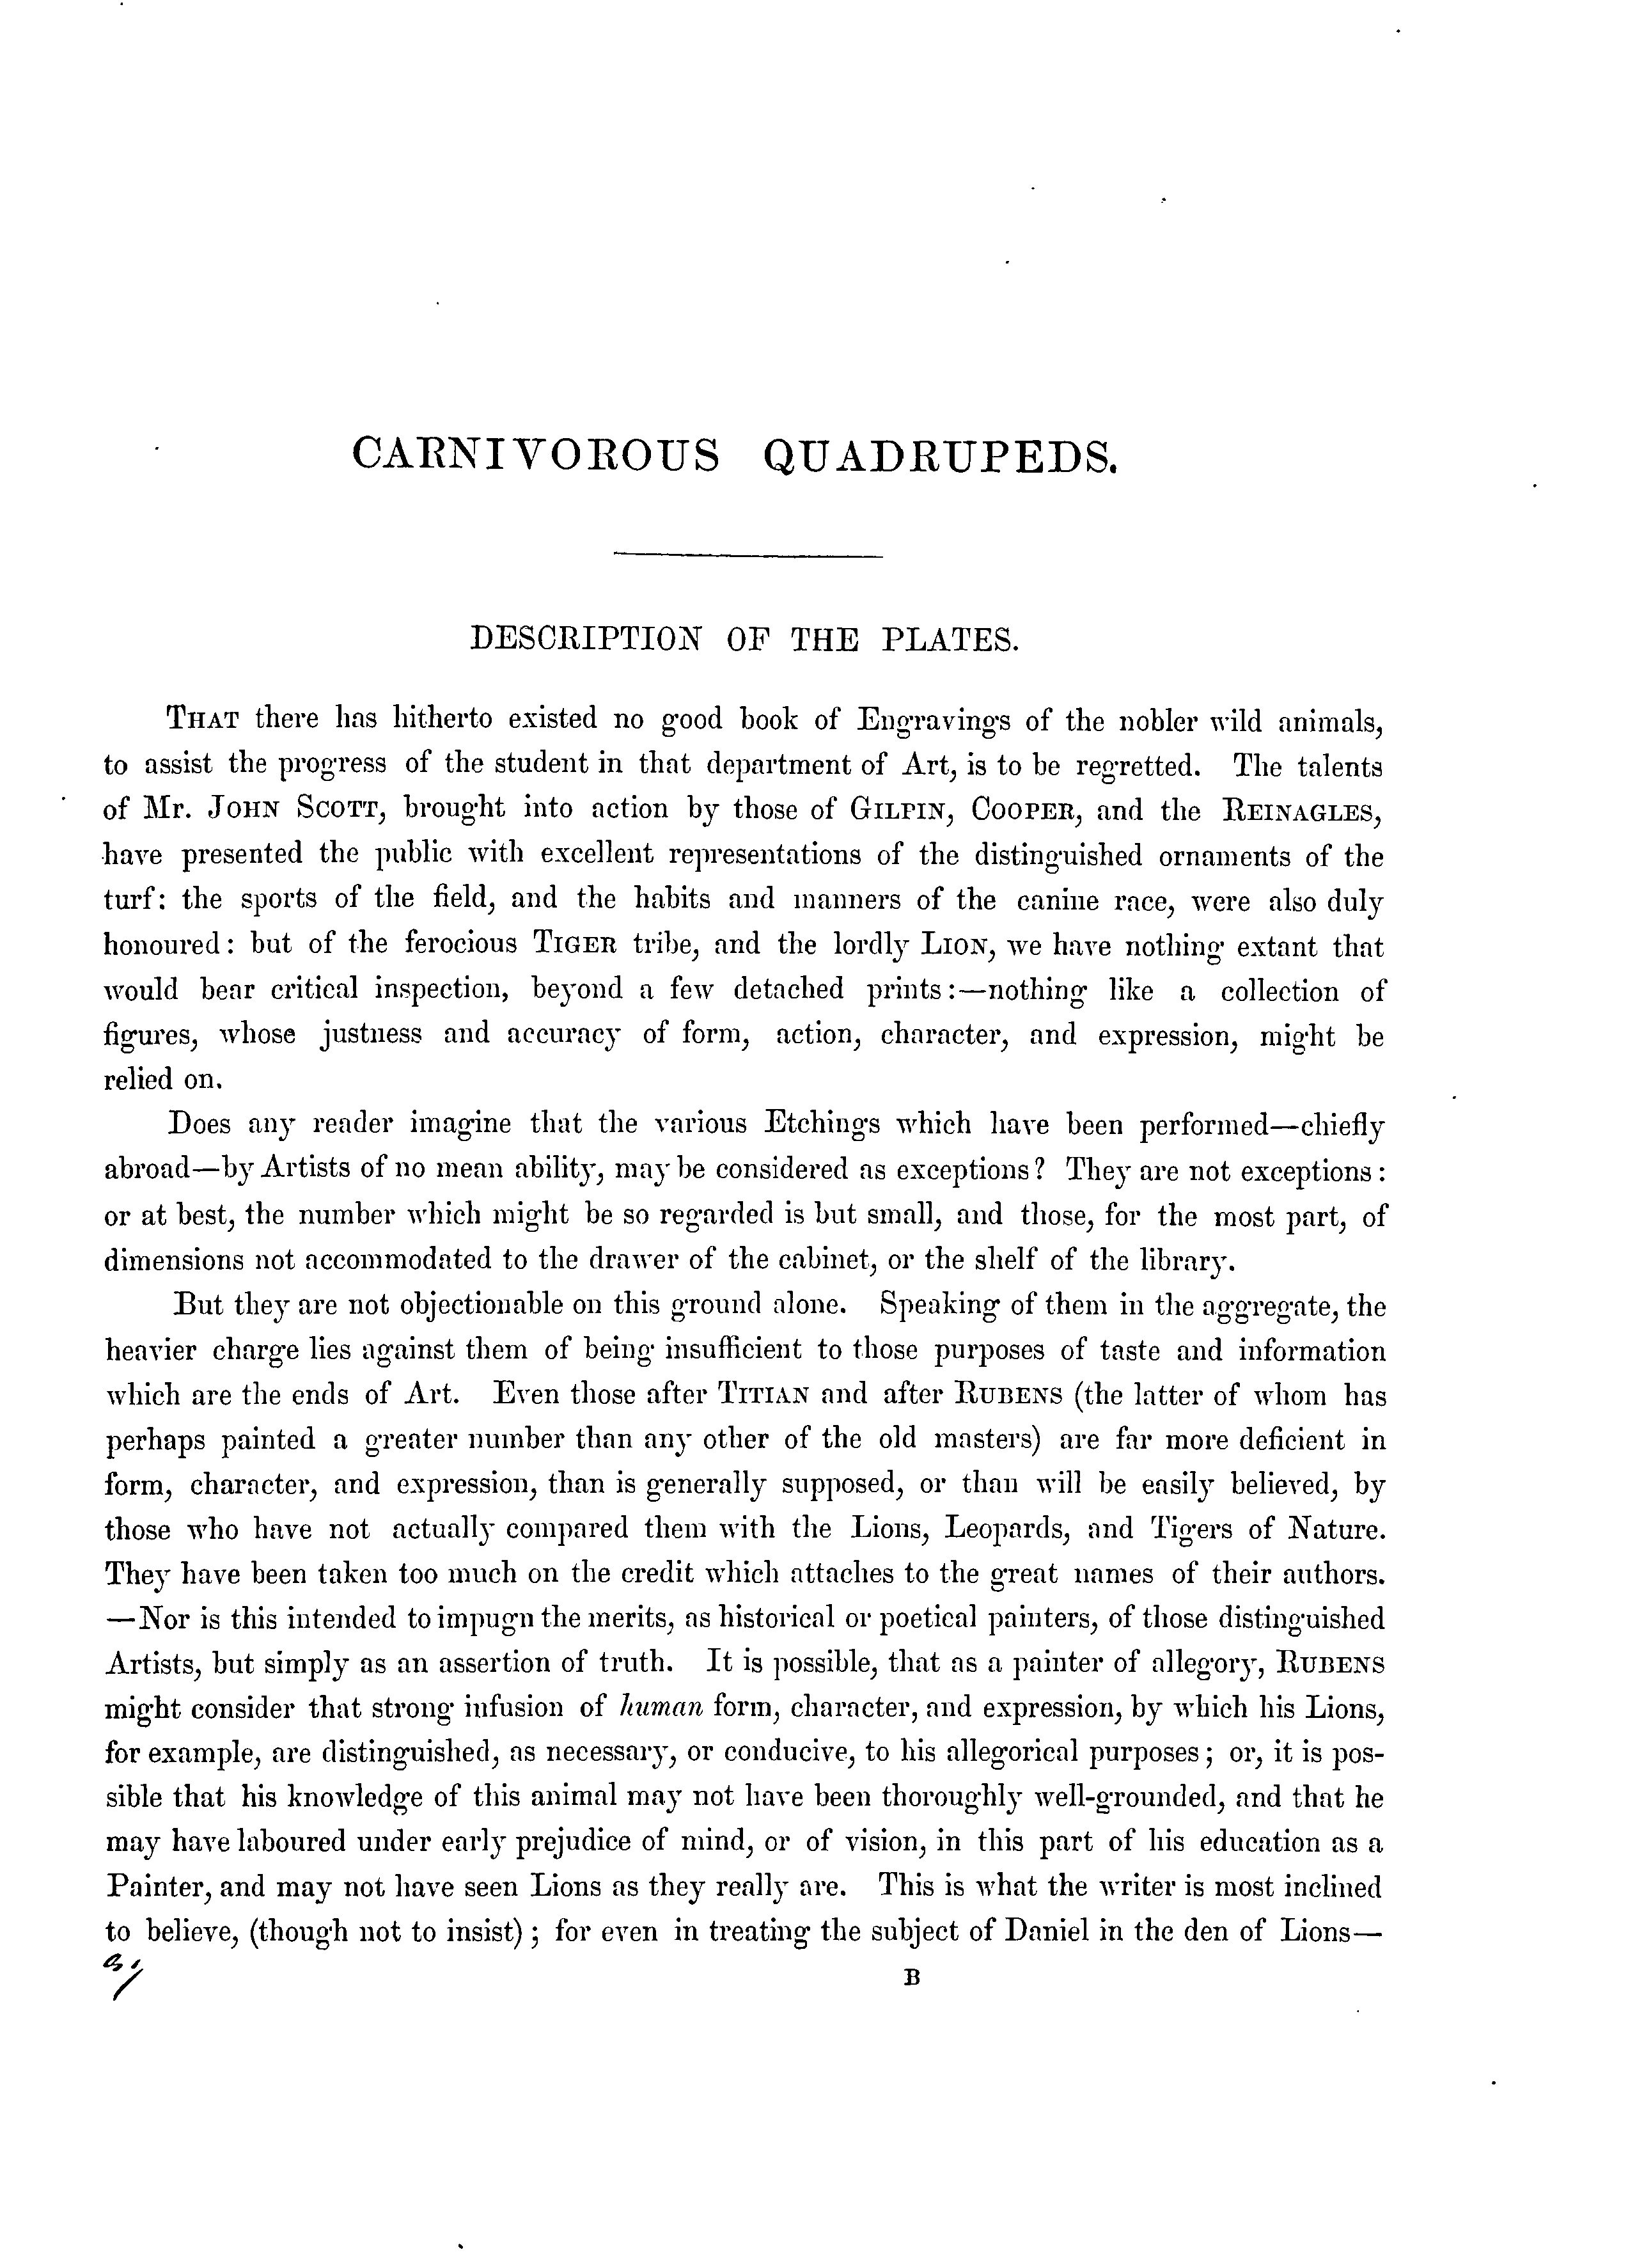 CARNIVOROUS QUADRUPEDS.
DESCRIPTION OF THE PLATES.
THAT there has hitherto existed no good book of Engravings of the nobler wild animals,
to assist the progress of the student in that department of Art, is to be regretted. The talents
of Mr. JOHN SCOTT, brought into action by those of GILPIN, COOPER, and the REINAGLES,
have presented the public with excellent representations of the distinguished ornaments of the
turf: the sports of the field, and the habits and manners of the canine race, were also duly
honoured: but of the ferocious TIGER tribe, and the lordly LION, we have nothing extant that
would bear critical inspection, beyond a few detached prints:—nothing like a collection of
figures, whose justness and accuracy of form, action, character, and expression, might be
relied on.
Does any reader imagine that the various Etchings which have been performed—chiefly
abroad—by Artists of no mean ability, may be considered as exceptions? They are not exceptions:
or at best, the number which might be so regarded is but small, and those, for the most part, of
dimensions not accommodated to the drawer of the cabinet, or the shelf of the library.
But they are not objectionable on this ground alone. Speaking of them in the aggregate, the
heavier charge lies against them of being insufficient to those purposes of taste and information
which are the ends of Art. Even those after TITIAN and after RUBENS (the latter of whom has
perhaps painted a greater number than any other of the old masters) are far more deficient in
form, character, and expression, than is generally supposed, or than will be easily believed, by
those who have not actually compared them with the Lions, Leopards, and Tigers of Nature.
They have been taken too much on the credit which attaches to the great names of their authors.
—Nor is this intended to impugn the merits, as historical or poetical painters, of those distinguished
Artists, but simply as an assertion of truth. It is possible, that as a painter of allegory, RUBENS
might consider that strong infusion of human form, character, and expression, by which his Lions,
for example, are distinguished, as necessary, or conducive, to his allegorical purposes; or, it is pos-
sible that his knowledge of this animal may not have been thoroughly well-grounded, and that he
may have laboured under early prejudice of mind, or of vision, in this part of his education as a
Painter, and may not have seen Lions as they really are. This is what the writer is most inclined
to believe, (though not to insist); for even in treating the subject of Daniel in the den of Lions—
B